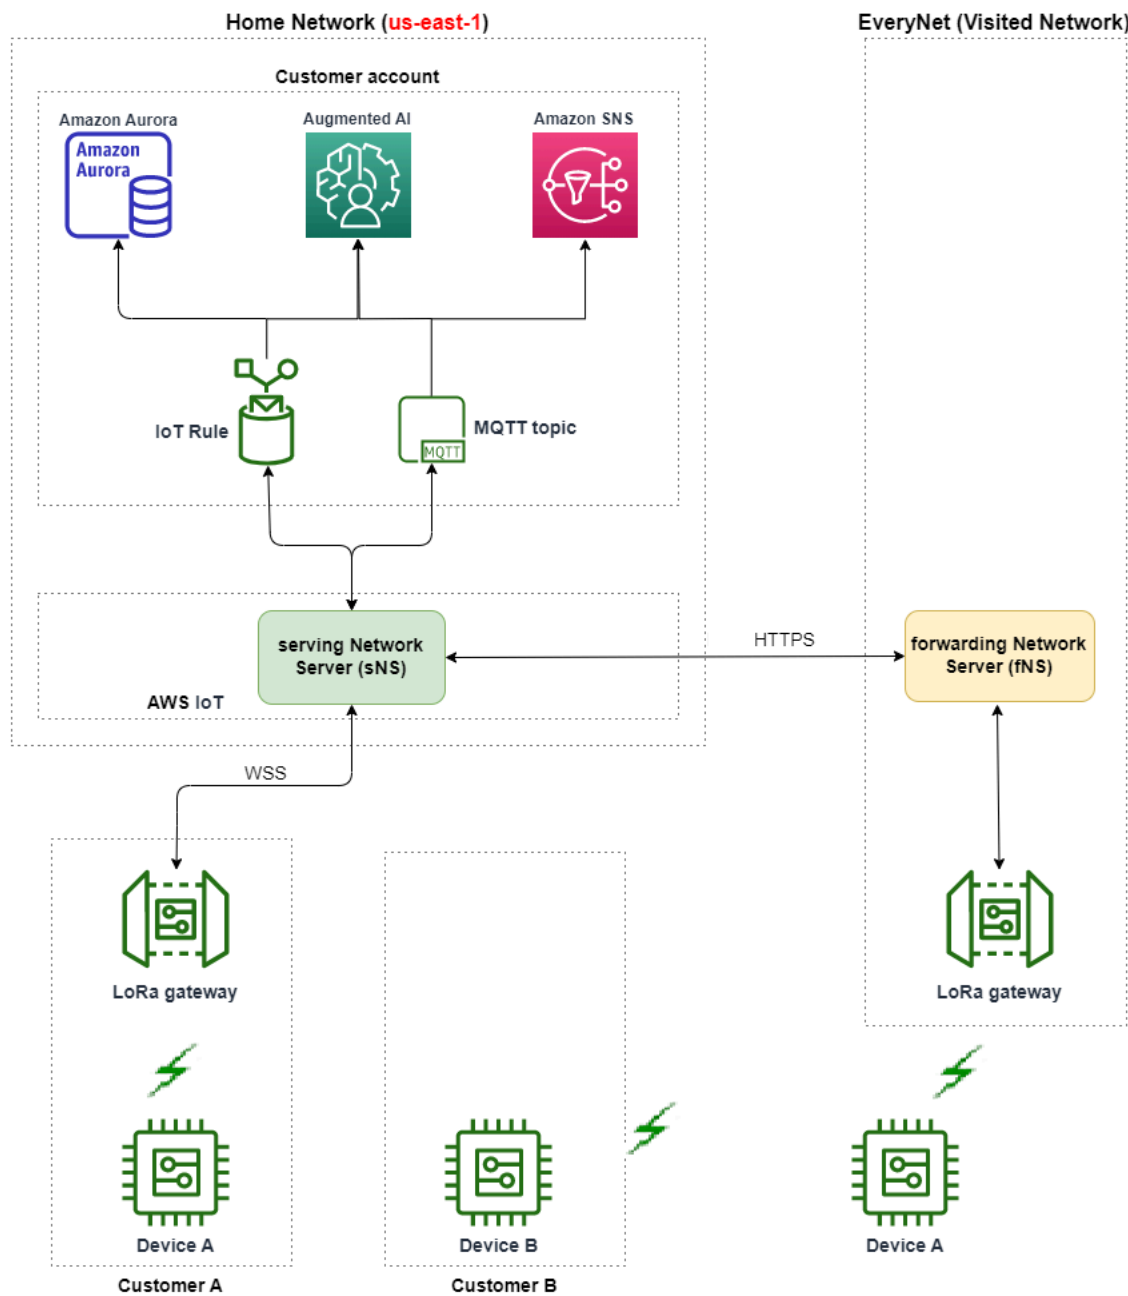 Home Network (us-east-1)
EveryNet (Visited Network)
Customer account
Amazon Aurora
Augmented AI
Amazon SNS
Amazon
Aurora
IoT Rule
MQTT topic
MQTT
serving Network
Server (sNS)
HTTPS
forwarding Network
Server (fNS)
AWS IoT
WSS
LoRa gateway
LoRa gateway
Device A
Device B
Device A
Customer A
Customer B